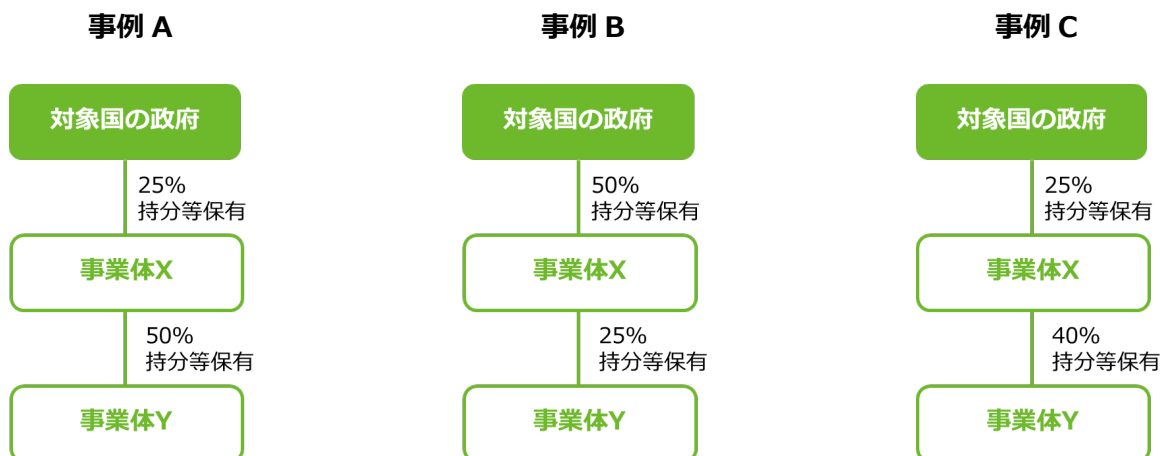 事例 A
対象国の政府
25%
持分等保有
事業体X
50%
持分等保有
事業体Y
事例 B
対象国の政府
50%
持分等保有
事業体X
25%
持分等保有
事業体Y
事例 C
対象国の政府
25%
持分等保有
事業体X
40%
持分等保有
事業体Y